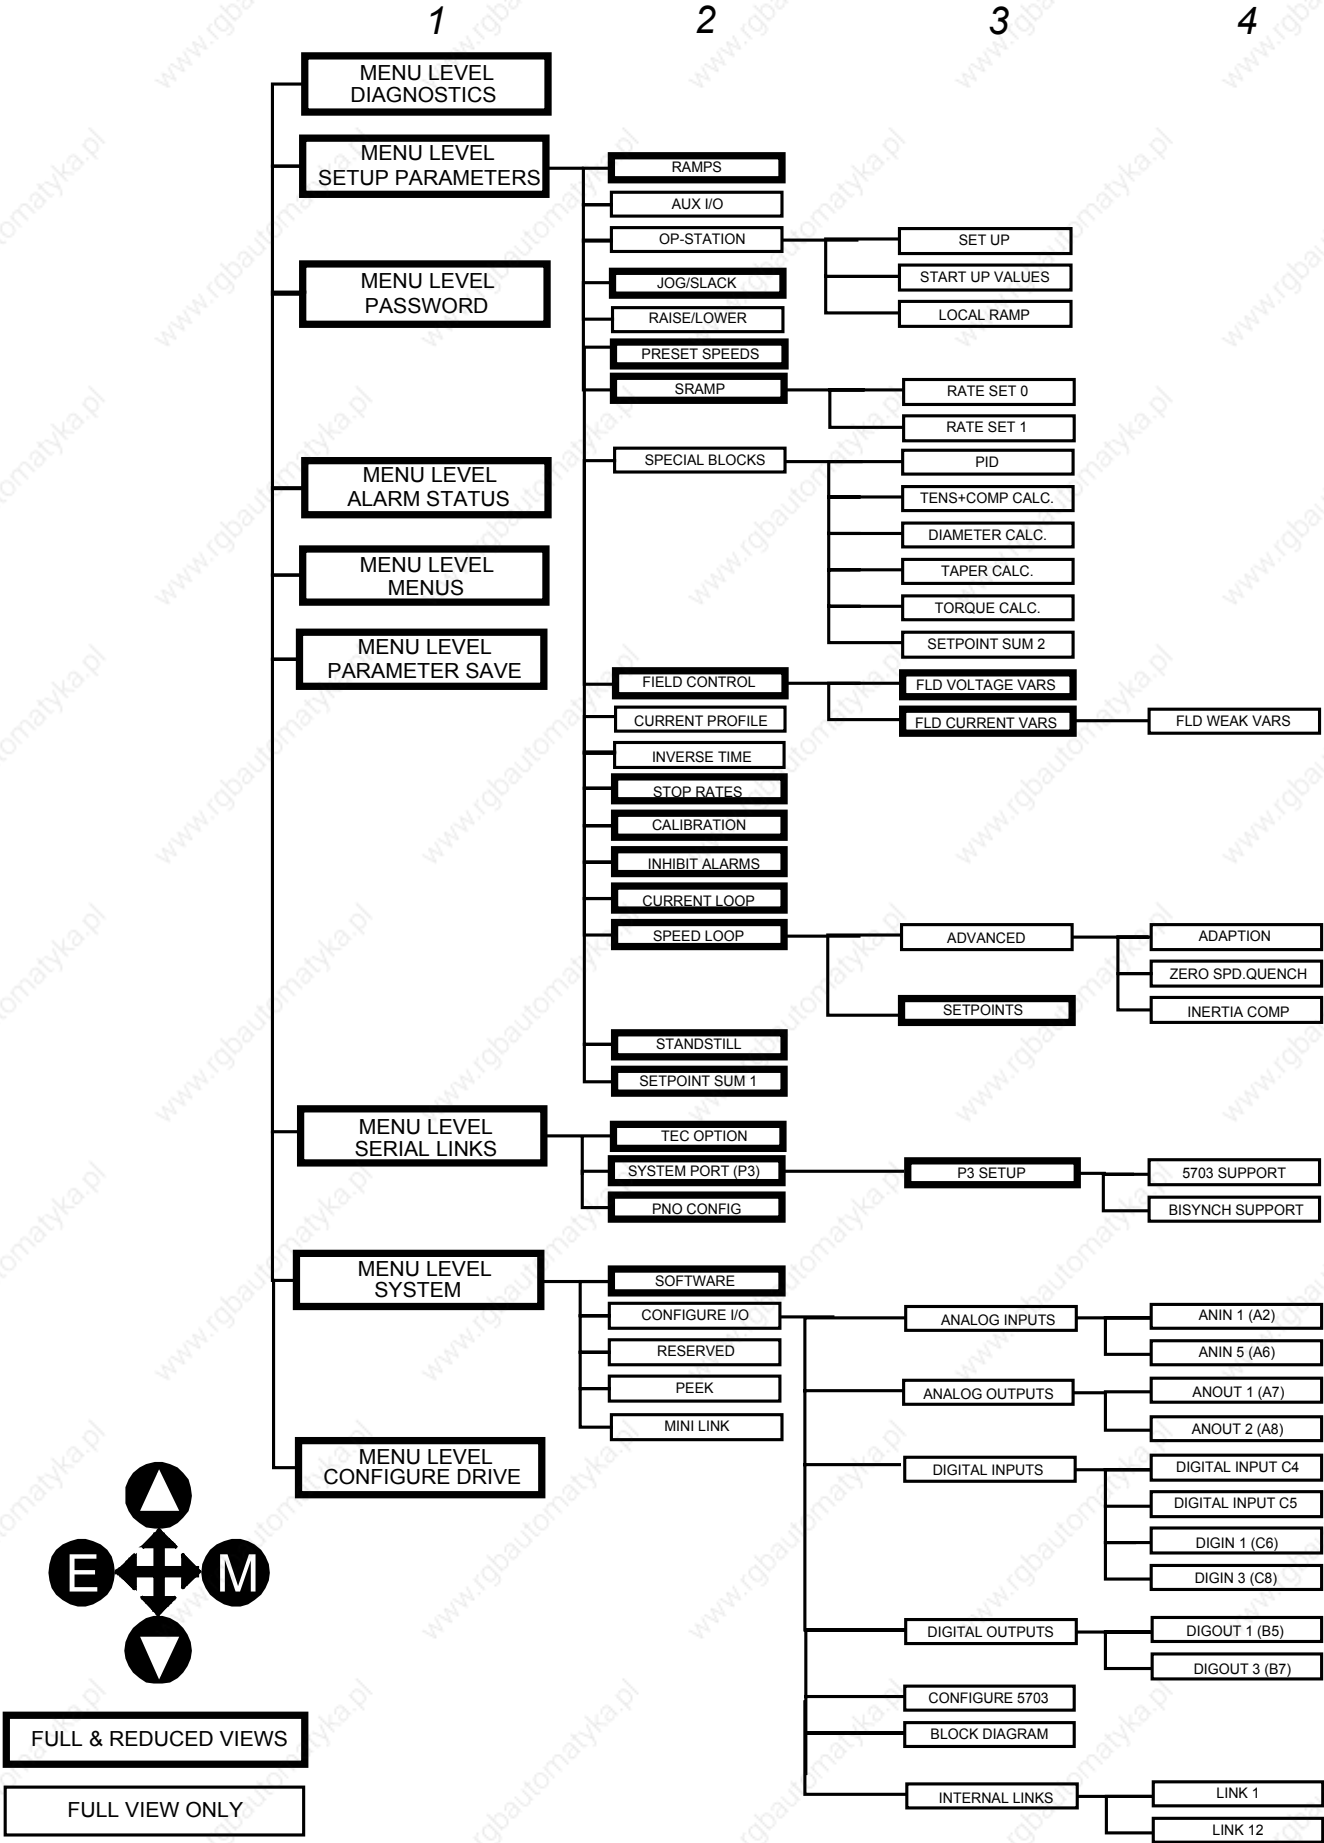 1 2 3 4
MENU LEVEL
DIAGNOSTICS
MENU LEVEL
SETUP PARAMETERS
RAMPS
AUX I/O
OP-STATION
SET UP
START UP VALUES
LOCAL RAMP
MENU LEVEL
PASSWORD
JOG/SLACK
RAISE/LOWER
PRESET SPEEDS
SRAMP
RATE SET 0
RATE SET 1
MENU LEVEL
ALARM STATUS
SPECIAL BLOCKS
PID
TENS+COMP CALC.
DIAMETER CALC.
TAPER CALC.
TORQUE CALC.
SETPOINT SUM 2
MENU LEVEL
MENUS
MENU LEVEL
PARAMETER SAVE
FIELD CONTROL
FLD VOLTAGE VARS
FLD CURRENT VARS
FLD WEAK VARS
CURRENT PROFILE
INVERSE TIME
STOP RATES
CALIBRATION
INHIBIT ALARMS
CURRENT LOOP
SPEED LOOP
ADVANCED
ADAPTION
ZERO SPD.QUENCH
INERTIA COMP
SETPOINTS
STANDSTILL
SETPOINT SUM 1
MENU LEVEL
SERIAL LINKS
TEC OPTION
SYSTEM PORT (P3)
P3 SETUP
5703 SUPPORT
BISYNCH SUPPORT
PNO CONFIG
MENU LEVEL
SYSTEM
SOFTWARE
CONFIGURE I/O
RESERVED
PEEK
MINI LINK
ANALOG INPUTS
ANIN 1 (A2)
ANIN 5 (A6)
ANALOG OUTPUTS
ANOUT 1 (A7)
ANOUT 2 (A8)
DIGITAL INPUTS
DIGITAL INPUT C4
DIGITAL INPUT C5
DIGIN 1 (C6)
DIGIN 3 (C8)
DIGITAL OUTPUTS
DIGOUT 1 (B5)
DIGOUT 3 (B7)
CONFIGURE 5703
BLOCK DIAGRAM
INTERNAL LINKS
LINK 1
LINK 12
MENU LEVEL
CONFIGURE DRIVE
E M
FULL & REDUCED VIEWS
FULL VIEW ONLY
www.rgbautomatyka.pl